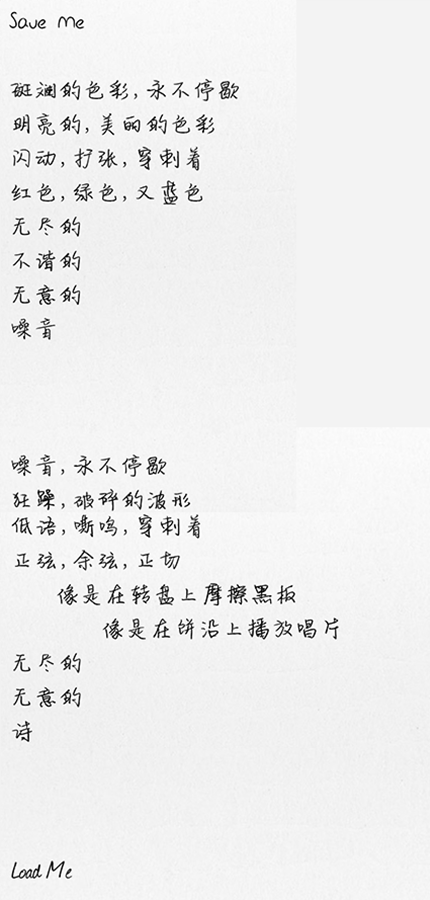 Save Me
斑斓的色彩,永不停歇
明亮的,美丽的色彩
闪动,扩张,穿刺着
红色,绿色,又蓝色
无尽的
不谐的
无意的
噪音
噪音,永不停歇
狂躁,破碎的波形
低语,嘶鸣,穿刺着
正弦,余弦,正切
像是在转盘上摩擦黑板
像是在饼沿上播放唱片
无尽的
无意的
诗
Load Me